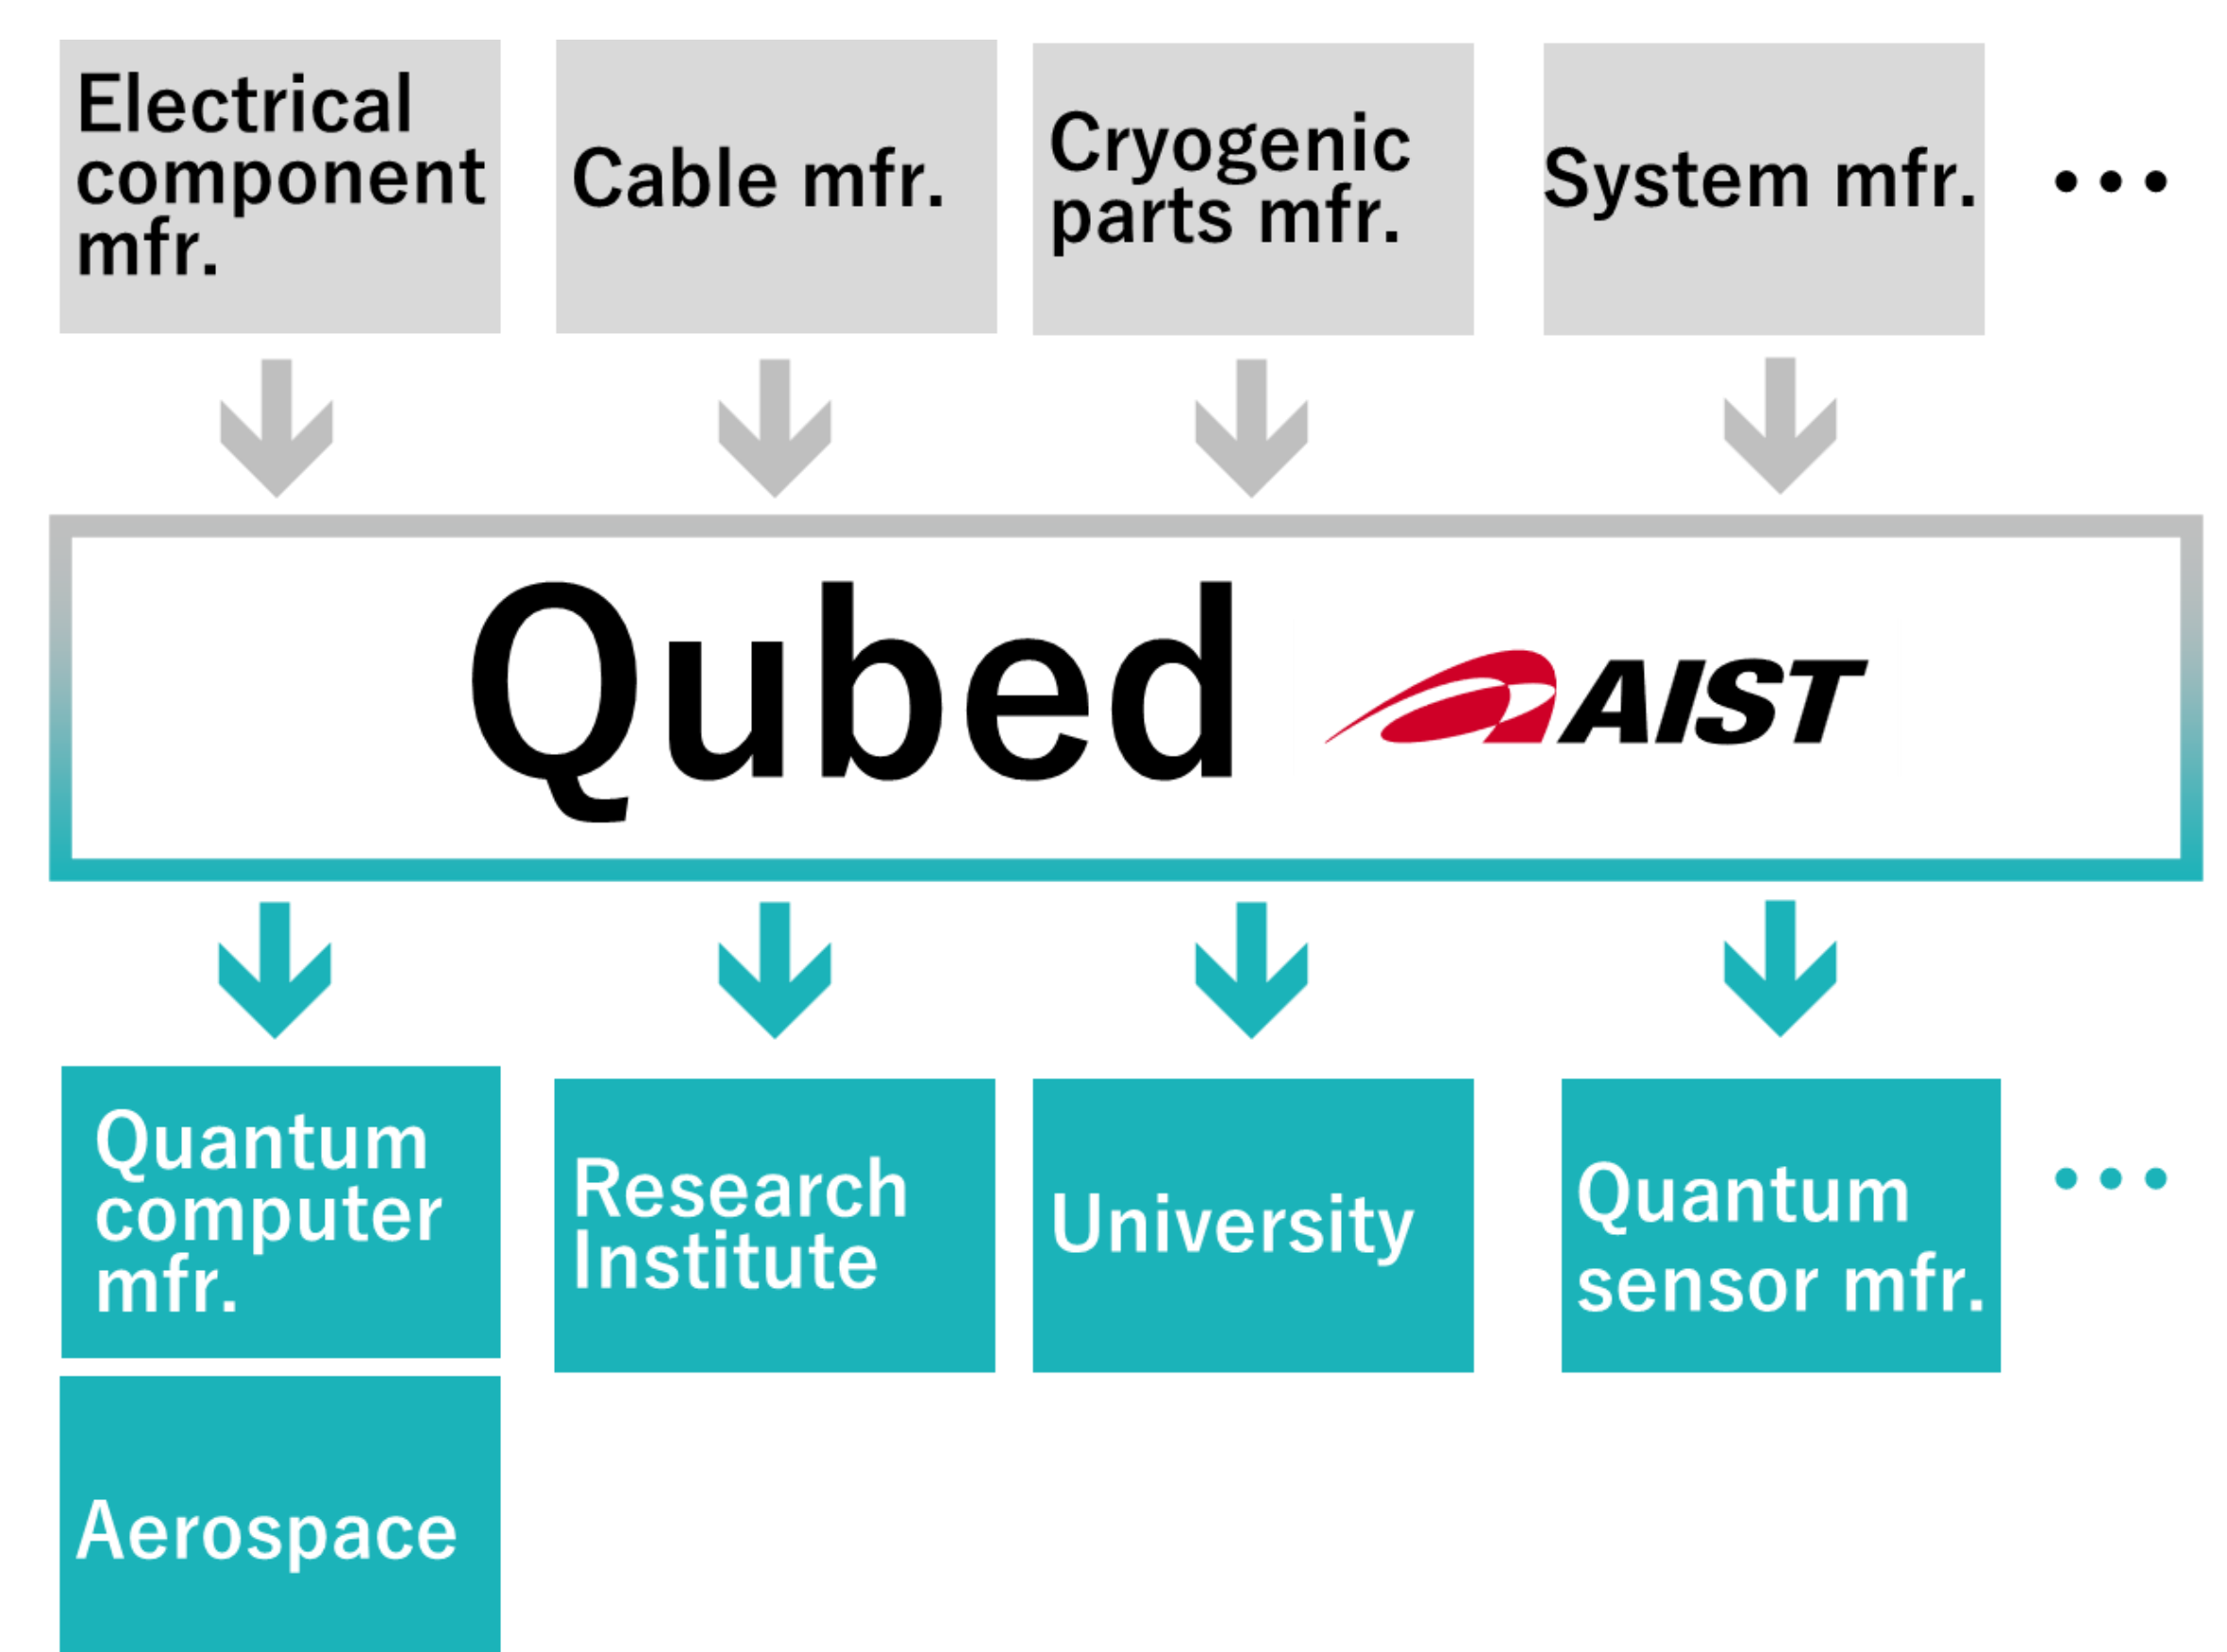 Electrical
component
mfr.
Cable mfr.
Cryogenic
parts mfr.
System mfr.
•••
Qubed
AIST
Quantum
computer
mfr.
Research
Institute
University
Quantum
sensor mfr.
•••
Aerospace